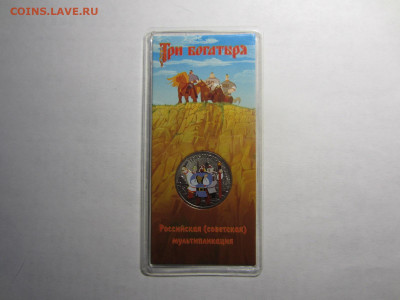 COINS.LAVE.RU
Три богатыря
Российская (советская)
мультипликация